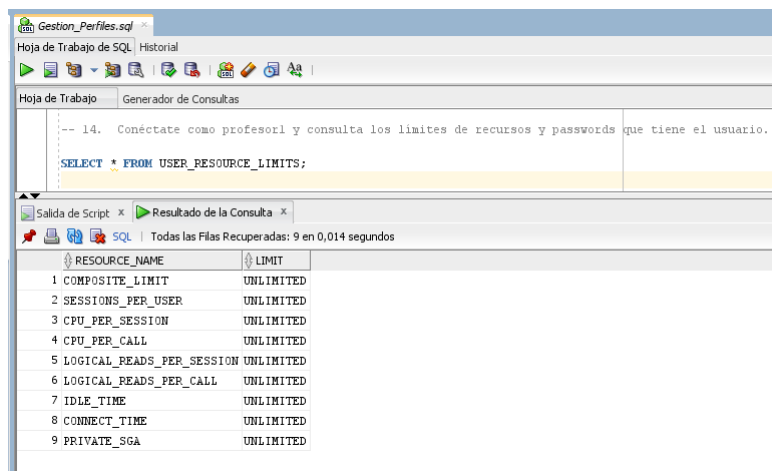 Gestion_Perfiles.sql
Hoja de Trabajo de SQL Historial
Aa
Hoja de Trabajo Generador de Consultas
-- 14. Conéctate como profesor1 y consulta los límites de recursos y passwords que tiene el usuario.
SELECT * FROM USER_RESOURCE_LIMITS;
Salida de Script x Resultado de la Consulta x
SQL | Todas las Filas Recuperadas: 9 en 0,014 segundos
RESOURCE_NAME LIMIT
1 COMPOSITE_LIMIT UNLIMITED
2 SESSIONS_PER_USER UNLIMITED
3 CPU_PER_SESSION UNLIMITED
4 CPU_PER_CALL UNLIMITED
5 LOGICAL_READS_PER_SESSION UNLIMITED
6 LOGICAL_READS_PER_CALL UNLIMITED
7 IDLE_TIME UNLIMITED
8 CONNECT_TIME UNLIMITED
9 PRIVATE_SGA UNLIMITED